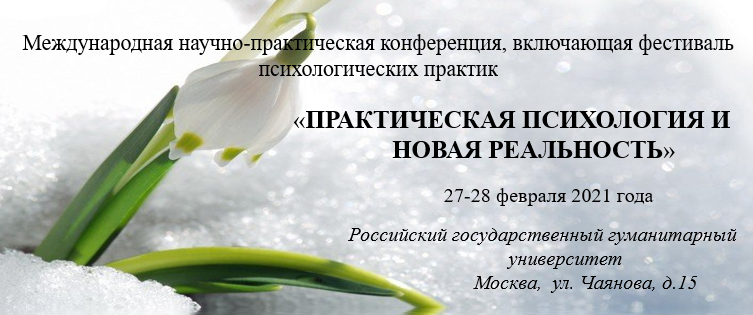 Международная научно-практическая конференция, включающая фестиваль
психологических практик
«ПРАКТИЧЕСКАЯ ПСИХОЛОГИЯ И
НОВАЯ РЕАЛЬНОСТЬ»
27-28 февраля 2021 года
Российский государственный гуманитарный
университет
Москва, ул. Чаянова, д.15